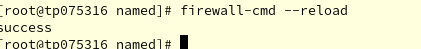 [root@tp075316 named]# firewall-cmd --reload
success
[root@tp075316 named]#